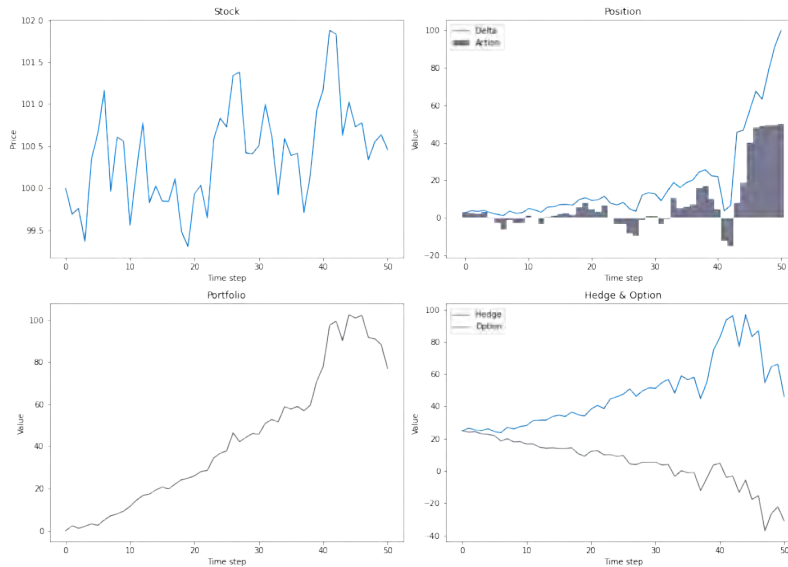 Stock
Price
102.0
101.5
101.0
100.5
100.0
99.5
0 10 20 30 40 50
Time step
Position
Delta
Action
Value
100
80
60
40
20
0
−20
0 10 20 30 40 50
Time step
Portfolio
Value
100
80
60
40
20
0
0 10 20 30 40 50
Time step
Hedge & Option
Hedge
Option
Value
100
80
60
40
20
0
−20
−40
0 10 20 30 40 50
Time step